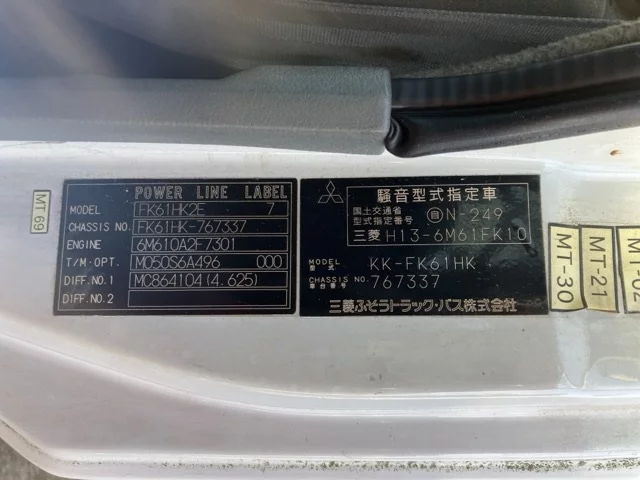 MT 69
POWER LINE LABEL
MODEL FK61HK2E 7
CHASSIS NO. FK61HK-767337
ENGINE 6M610A2F7301
T/M·OPT. M050S6A496 000
DIFF.NO.1 MC864104(4.625)
DIFF.NO.2
騒音型式指定車
国土交通省
型式指定番号 自N-249
三菱 H13-6M61FK10
MODEL
型式 KK-FK61HK
CHASSIS NO.
車台番号 767337
三菱ふそうトラック・バス株式会社
MT-30
MT-21